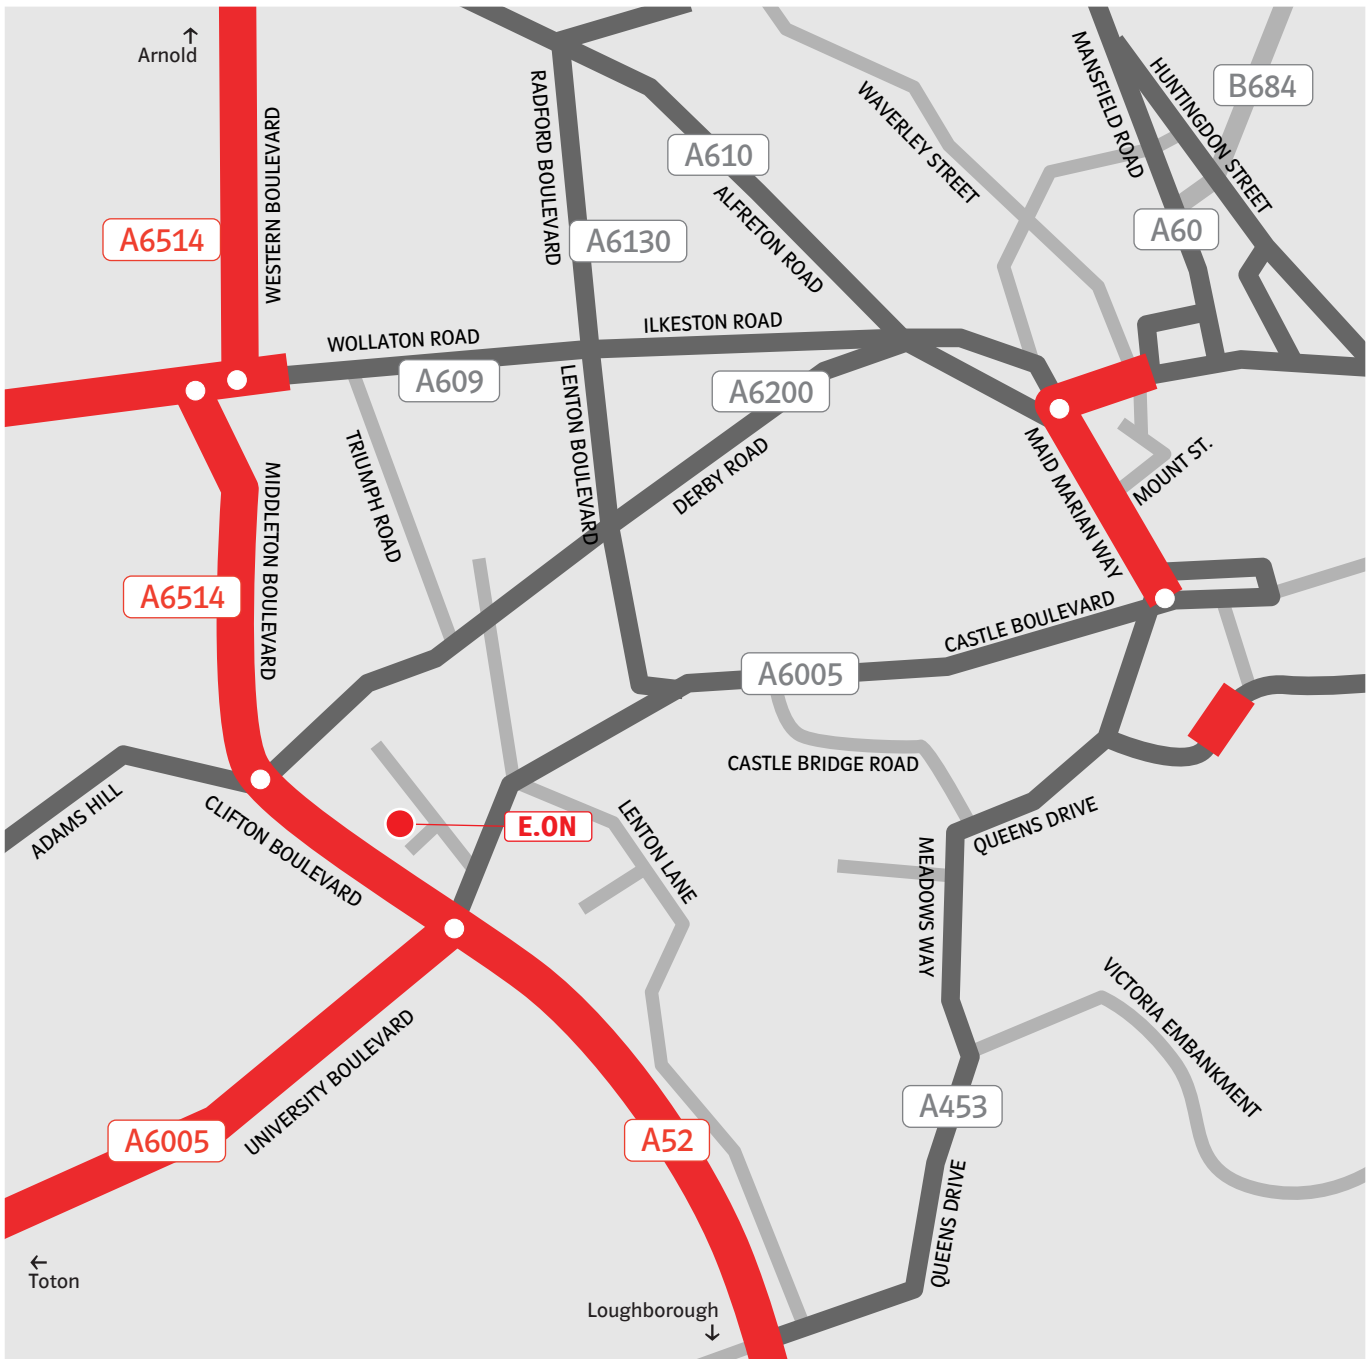 ↑
Arnold
WESTERN BOULEVARD
A6514
RADFORD BOULEVARD
A610
A6130
ALFRETON ROAD
WAVERLEY STREET
MANSFIELD ROAD
HUNTINGDON STREET
B684
A60
WOLLATON ROAD
ILKESTON ROAD
A609
A6200
LENTON BOULEVARD
DERBY ROAD
TRIUMPH ROAD
MAID MARIAN WAY
MOUNT ST.
MIDDLETON BOULEVARD
A6514
CASTLE BOULEVARD
A6005
CASTLE BRIDGE ROAD
ADAMS HILL
CLIFTON BOULEVARD
E.ON
LENTON LANE
QUEENS DRIVE
MEADOWS WAY
VICTORIA EMBANKMENT
UNIVERSITY BOULEVARD
A6005
A52
A453
QUEENS DRIVE
←
Toton
Loughborough
↓